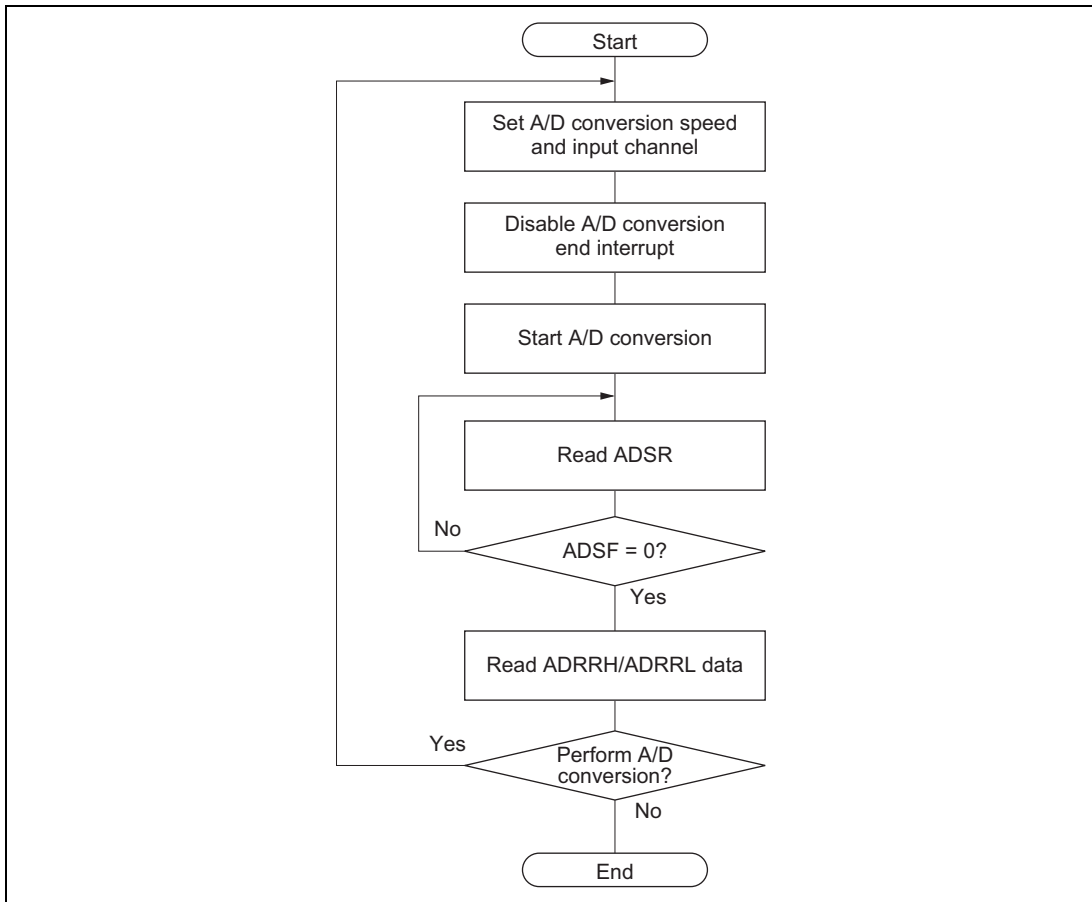 Start
Set A/D conversion speed
and input channel
Disable A/D conversion
end interrupt
Start A/D conversion
Read ADSR
No
ADSF = 0?
Yes
Read ADRRH/ADRRL data
Yes
Perform A/D
conversion?
No
End